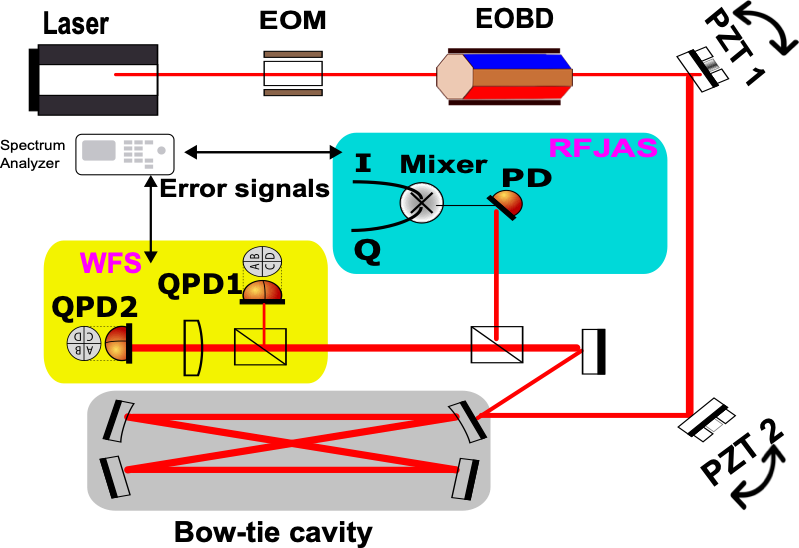 Laser
EOM
EOBD
PZT 1
Spectrum
Analyzer
Error signals
RFJAS
I
Mixer
PD
Q
WFS
QPD1
A B
C D
QPD2
A B
C D
PZT 2
Bow-tie cavity